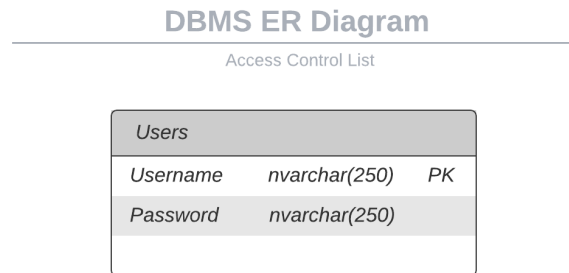 DBMS ER Diagram
Access Control List
Users
Username nvarchar(250) PK
Password nvarchar(250)